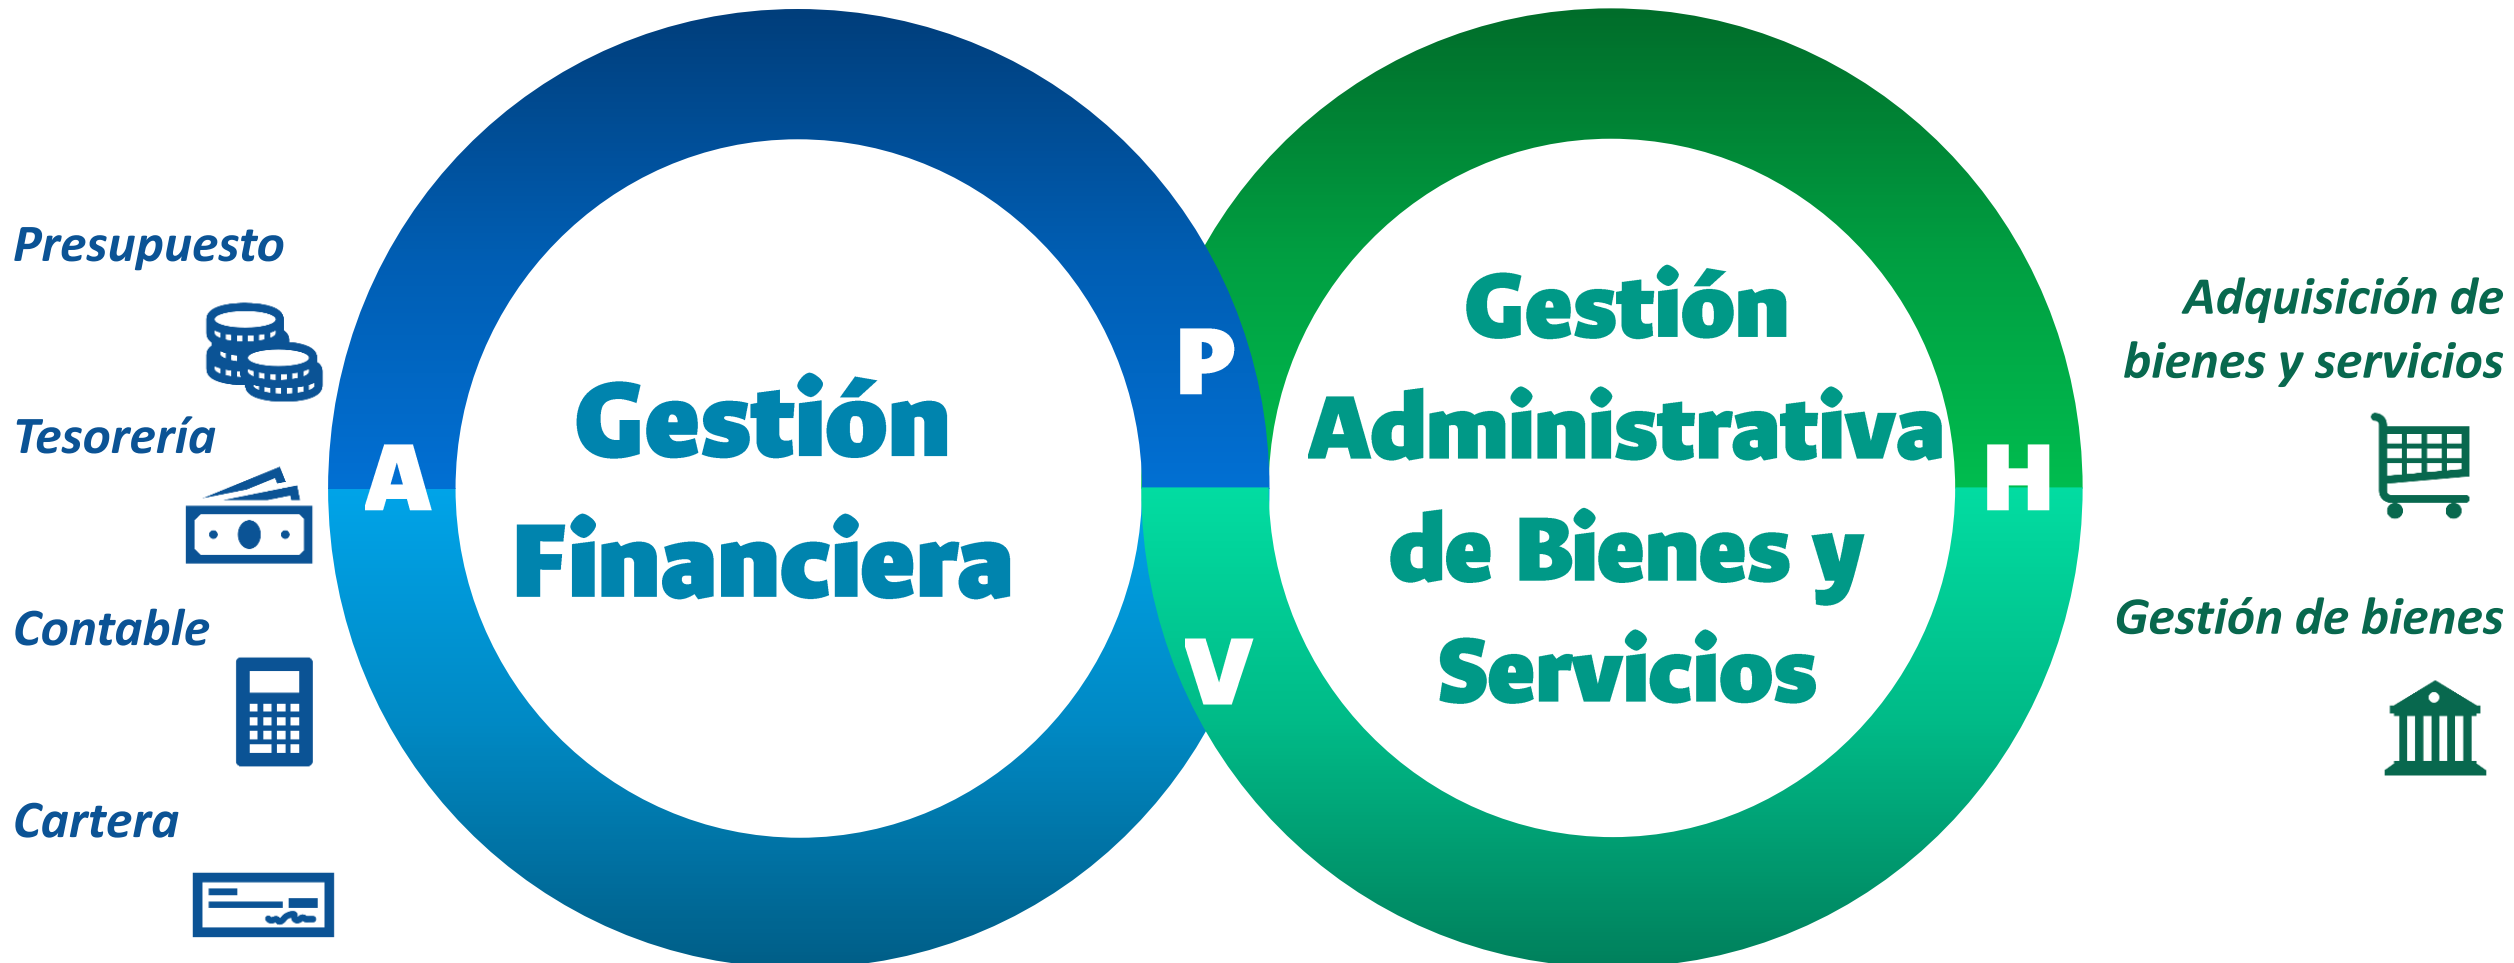 Presupuesto
Tesorería
Contable
Cartera
A
Gestión
Financiera
P
V
Gestión
Administrativa
de Bienes y
Servicios
H
Adquisición de
bienes y servicios
Gestión de bienes